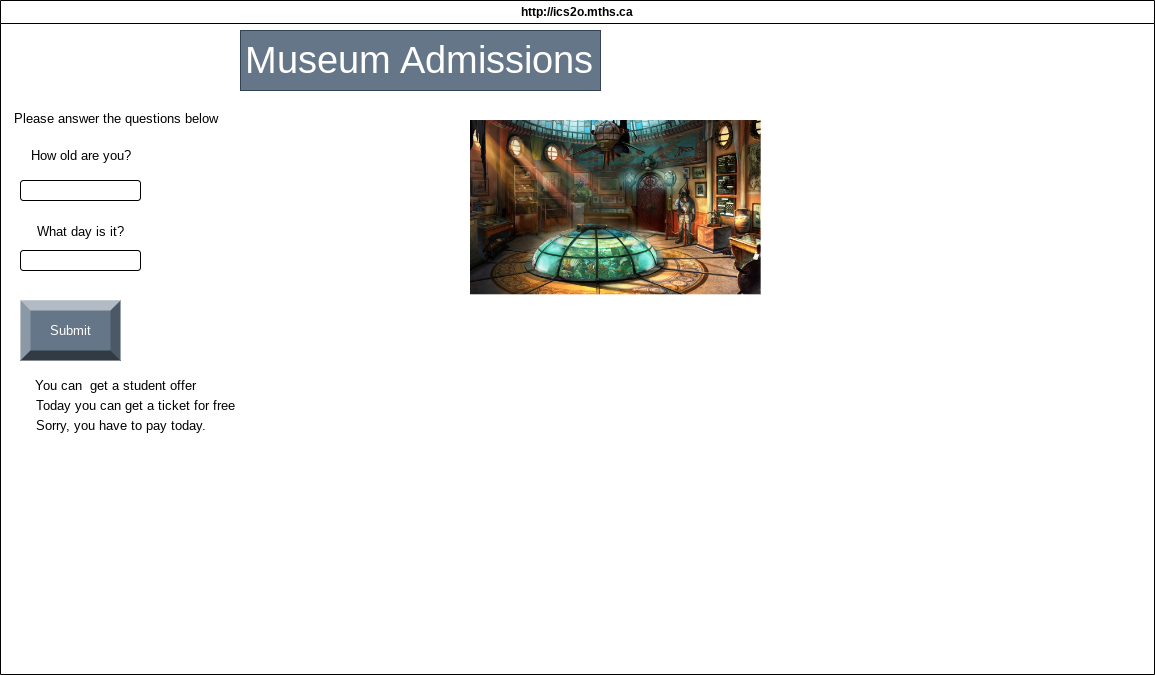 http://ics2o.mths.ca
Museum Admissions
Please answer the questions below
How old are you?
What day is it?
Submit
You can  get a student offer
Today you can get a ticket for free
Sorry, you have to pay today.